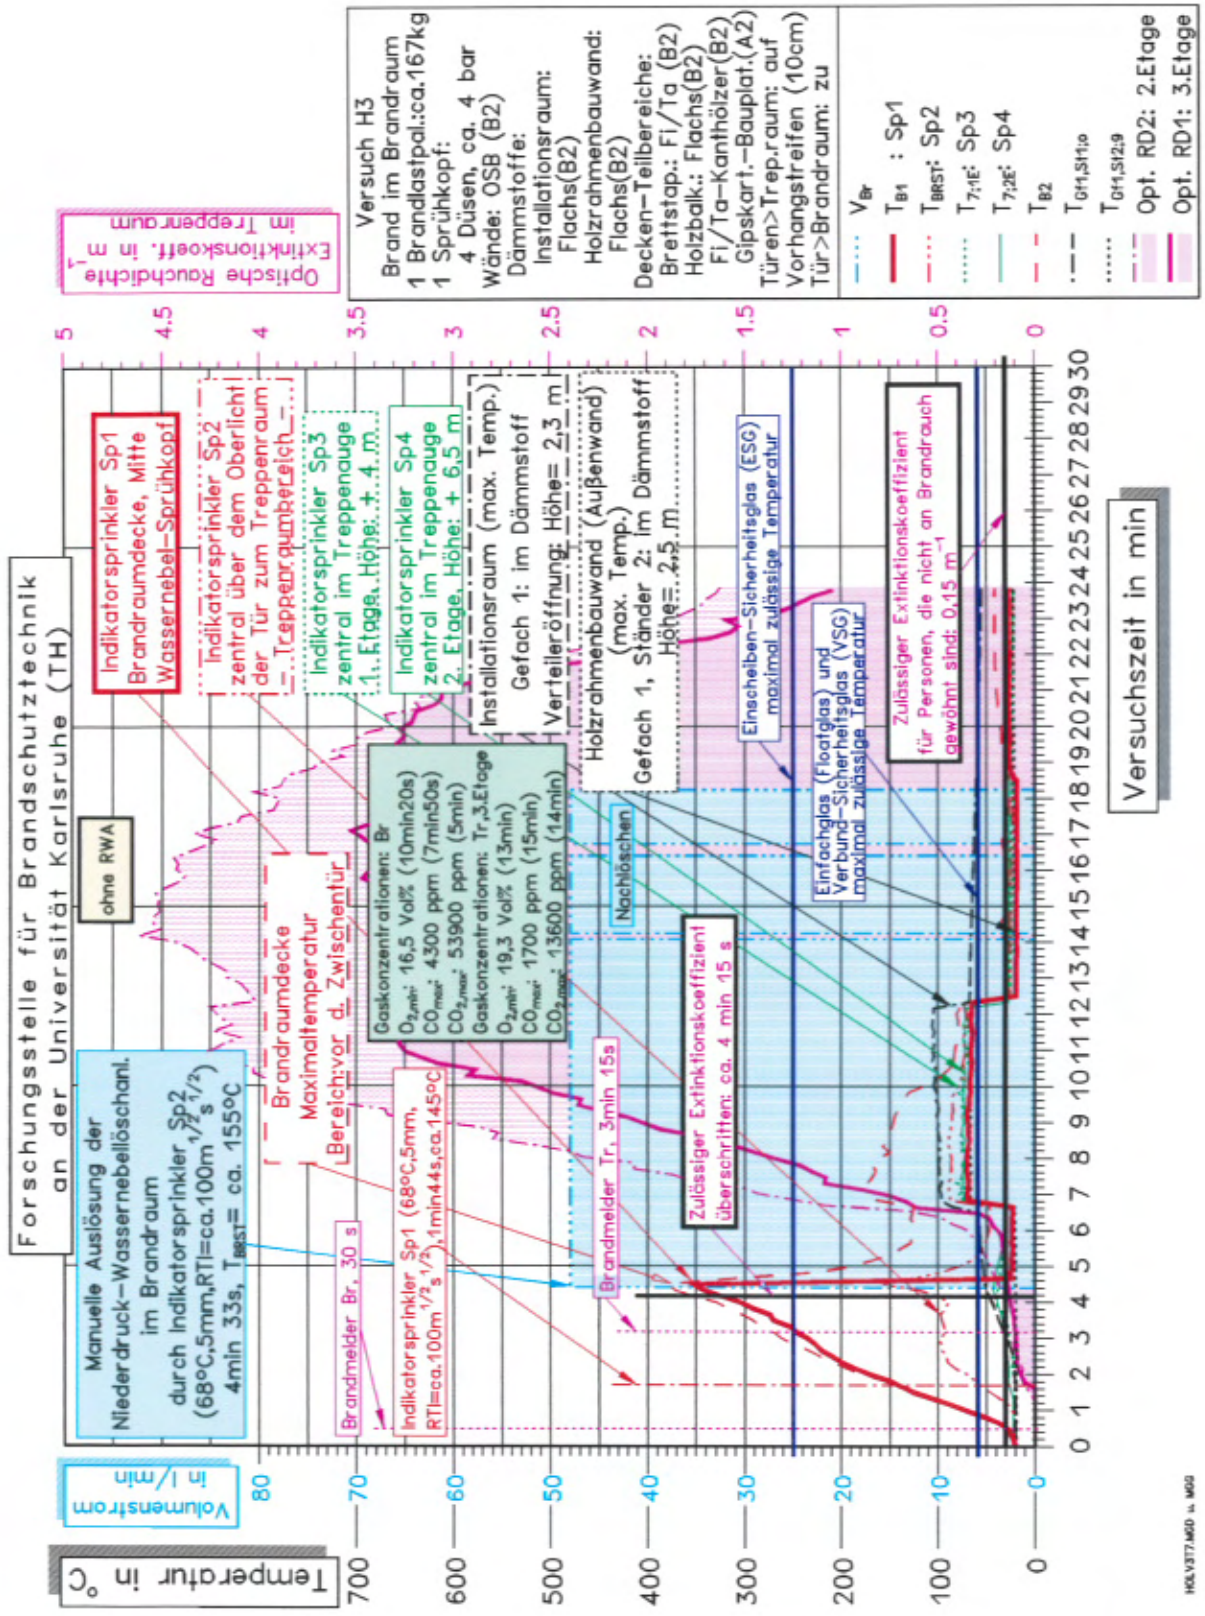 Forschungsstelle für Brandschutztechnik
an der Universität Karlsruhe (TH)
Temperatur in °C
Volumenstrom
in l/min
Optische Rauchdichte
Extinktionskoeff. in m⁻¹
im Treppenraum
Manuelle Auslösung der
Niederdruck-Wassernebellöschanl.
im Brandraum
durch Indikatorsprinkler Sp2
(68°C,5mm,RTI=ca.100m^1/2 s^1/2)
4min 33s, T_BRST= ca. 155°C
ohne RWA
Indikatorsprinkler Sp1
Brandraumdecke, Mitte
Wassernebel-Sprühkopf
Indikatorsprinkler Sp2
zentral über dem Oberlicht
der Tür zum Treppenraum
- Treppenraumbereich -
Indikatorsprinkler Sp3
zentral im Treppenauge
1. Etage, Höhe: + 4 m
Indikatorsprinkler Sp4
zentral im Treppenauge
2. Etage, Höhe: + 6,5 m
Installationsraum (max. Temp.)
Gefach 1: im Dämmstoff
Verteileröffnung: Höhe= 2,3 m
Holzrahmenbauwand (Außenwand)
(max. Temp.)
Gefach 1, Ständer 2: im Dämmstoff
Höhe= 2,5 m
Brandraumdecke
Maximaltemperatur
Bereich:vor d. Zwischentür
Gaskonzentrationen: Br
O2,min: 16,5 Vol% (10min20s)
COmax: 4300 ppm (7min50s)
CO2,max: 53900 ppm (5min)
Gaskonzentrationen: Tr,3.Etage
O2,min: 19,3 Vol% (13min)
COmax: 1700 ppm (15min)
CO2,max: 13600 ppm (14min)
Brandmelder Br, 30 s
Indikatorsprinkler Sp1 (68°C,5mm,
RTI=ca.100m^1/2 s^1/2),1min44s,ca.145°C
Brandmelder Tr, 3min 15s
Nachlöschen
Zulässiger Extinktionskoeffizient
überschritten: ca. 4 min 15 s
Einscheiben-Sicherheitsglas (ESG)
maximal zulässige Temperatur
Einfachglas (Floatglas) und
Verbund-Sicherheitsglas (VSG)
maximal zulässige Temperatur
Zulässiger Extinktionskoeffizient
für Personen, die nicht an Brandrauch
gewöhnt sind: 0,15 m⁻¹
700 600 500 400 300 200 100 0
80 70 60 50 40 30 20 10 0
5 4.5 4 3.5 3 2.5 2 1.5 1 0.5 0
0 1 2 3 4 5 6 7 8 9 10 11 12 13 14 15 16 17 18 19 20 21 22 23 24 25 26 27 28 29 30
Versuchszeit in min
Versuch H3
Brand im Brandraum
1 Brandlastpal.:ca.167kg
1 Sprühkopf:
4 Düsen, ca. 4 bar
Wände: OSB (B2)
Dämmstoffe:
Installationsraum:
Flachs(B2)
Holzrahmenbauwand:
Flachs(B2)
Decken-Teilbereiche:
Brettstap.: Fi/Ta (B2)
Holzbalk.: Flachs(B2)
Fi/Ta-Kanthölzer(B2)
Gipskart.-Bauplat.(A2)
Türen>Trep.raum: auf
Vorhangstreifen (10cm)
Tür>Brandraum: zu
V_Br
T_B1 : Sp1
T_BRST: Sp2
T_7;1E: Sp3
T_7;2E: Sp4
T_B2
T_Gf1,St1;o
T_Gf1,St2;9
Opt. RD2: 2.Etage
Opt. RD1: 3.Etage
HOLV3T7.MGD u. MGG